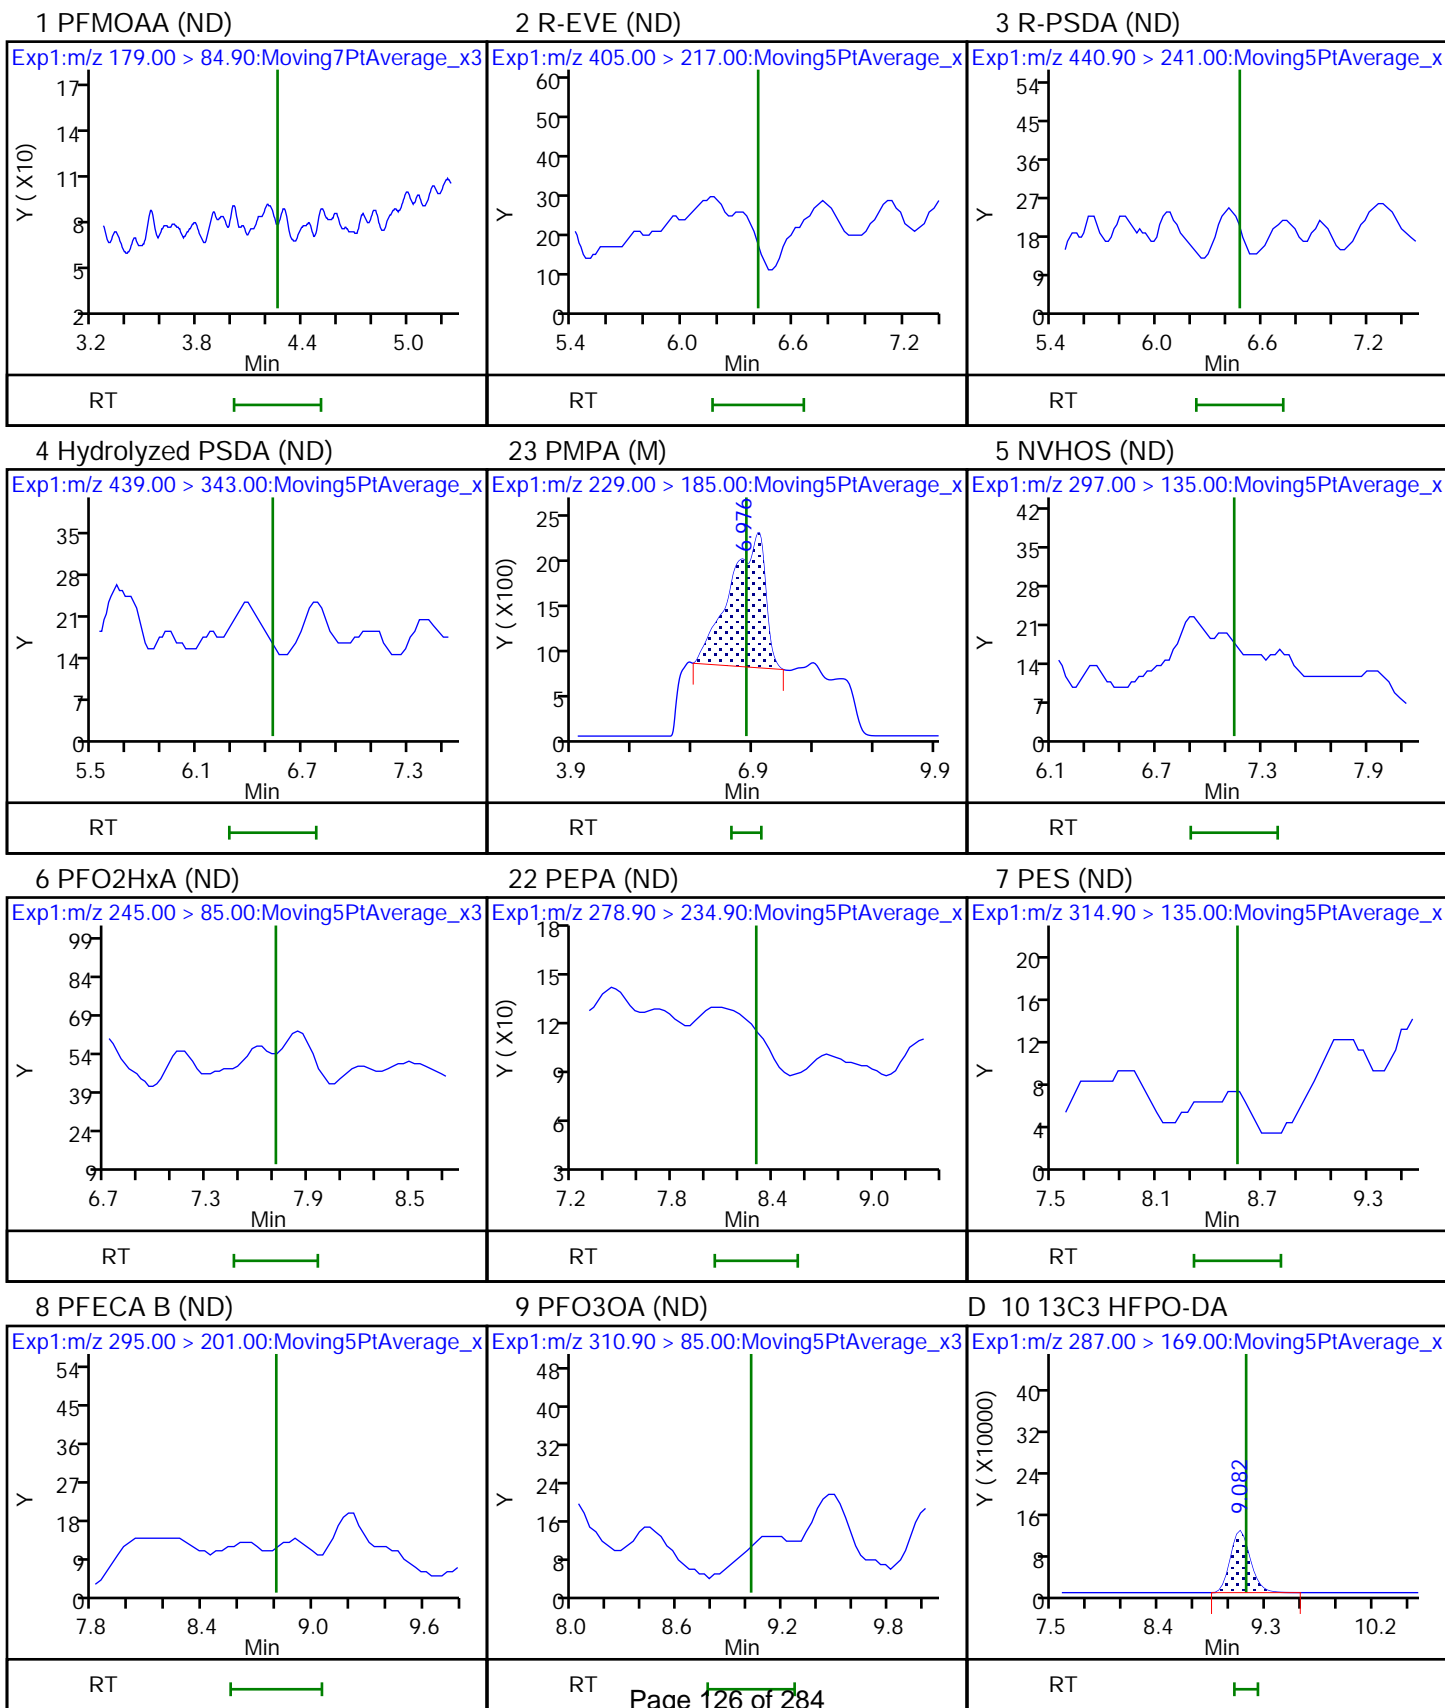 1 PFMOAA (ND)
Exp1:m/z 179.00 > 84.90:Moving7PtAverage_x3
Y ( X10)
17
14
11
8
5
2
3.2 3.8 4.4 5.0
Min
RT
2 R-EVE (ND)
Exp1:m/z 405.00 > 217.00:Moving5PtAverage_x
Y
60
50
40
30
20
10
0
5.4 6.0 6.6 7.2
Min
RT
3 R-PSDA (ND)
Exp1:m/z 440.90 > 241.00:Moving5PtAverage_x
Y
54
45
36
27
18
9
0
5.4 6.0 6.6 7.2
Min
RT
4 Hydrolyzed PSDA (ND)
Exp1:m/z 439.00 > 343.00:Moving5PtAverage_x
Y
35
28
21
14
7
0
5.5 6.1 6.7 7.3
Min
RT
23 PMPA (M)
Exp1:m/z 229.00 > 185.00:Moving5PtAverage_x
Y ( X100)
25
20
15
10
5
0
6.976
3.9 6.9 9.9
Min
RT
5 NVHOS (ND)
Exp1:m/z 297.00 > 135.00:Moving5PtAverage_x
Y
42
35
28
21
14
7
0
6.1 6.7 7.3 7.9
Min
RT
6 PFO2HxA (ND)
Exp1:m/z 245.00 > 85.00:Moving5PtAverage_x3
Y
99
84
69
54
39
24
9
6.7 7.3 7.9 8.5
Min
RT
22 PEPA (ND)
Exp1:m/z 278.90 > 234.90:Moving5PtAverage_x
Y ( X10)
18
15
12
9
6
3
7.2 7.8 8.4 9.0
Min
RT
7 PES (ND)
Exp1:m/z 314.90 > 135.00:Moving5PtAverage_x
Y
20
16
12
8
4
0
7.5 8.1 8.7 9.3
Min
RT
8 PFECA B (ND)
Exp1:m/z 295.00 > 201.00:Moving5PtAverage_x
Y
54
45
36
27
18
9
0
7.8 8.4 9.0 9.6
Min
RT
9 PFO3OA (ND)
Exp1:m/z 310.90 > 85.00:Moving5PtAverage_x3
Y
48
40
32
24
16
8
0
8.0 8.6 9.2 9.8
Min
RT
D 10 13C3 HFPO-DA
Exp1:m/z 287.00 > 169.00:Moving5PtAverage_x
Y ( X10000)
40
32
24
16
8
0
9.082
7.5 8.4 9.3 10.2
Min
RT
Page 126 of 284